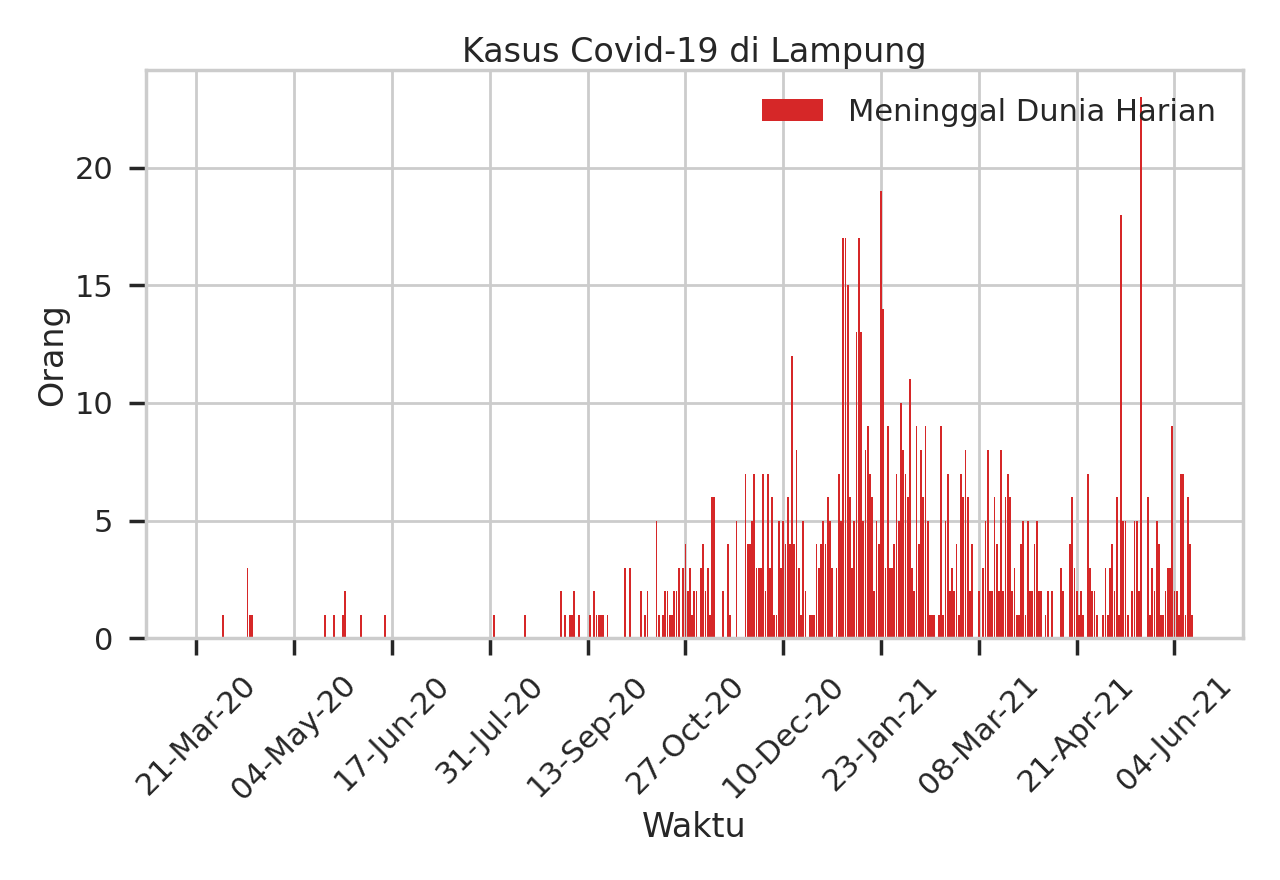 Kasus Covid-19 di Lampung
Meninggal Dunia Harian
20
15
10
5
0
Orang
21-Mar-20
04-May-20
17-Jun-20
31-Jul-20
13-Sep-20
27-Oct-20
10-Dec-20
23-Jan-21
08-Mar-21
21-Apr-21
04-Jun-21
Waktu